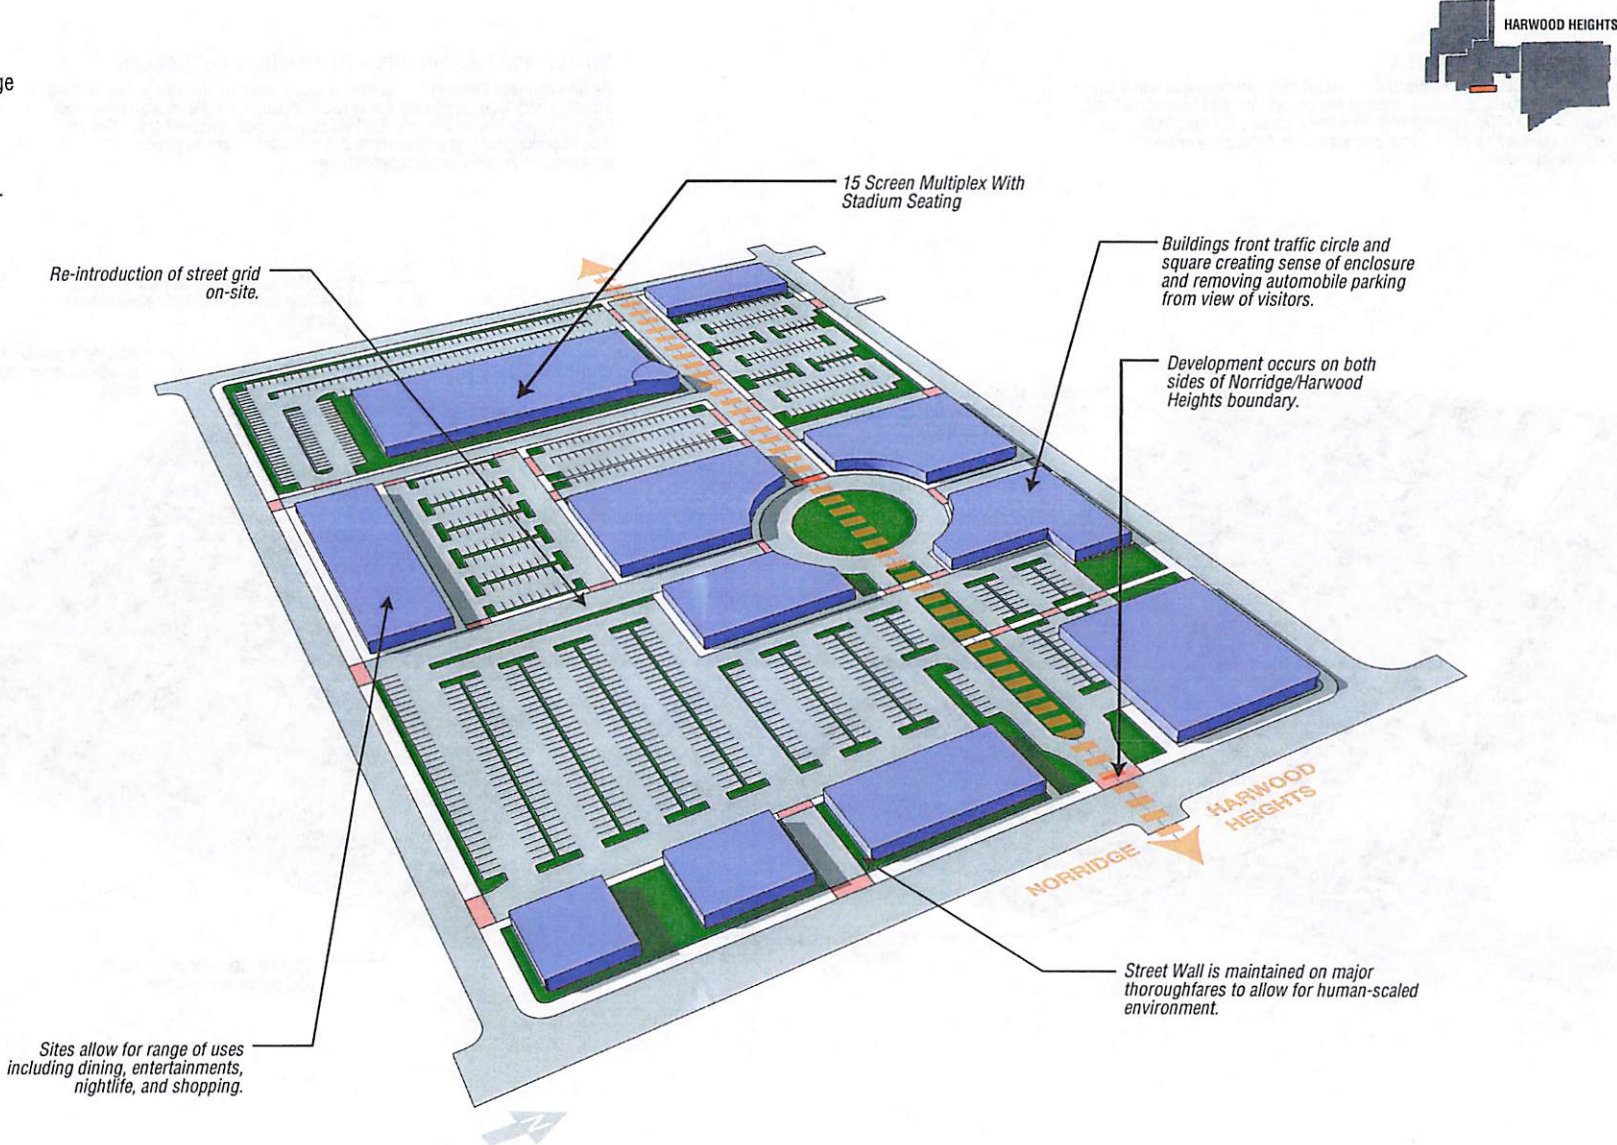 HARWOOD HEIGHTS
ge
15 Screen Multiplex With
Stadium Seating
Buildings front traffic circle and
square creating sense of enclosure
and removing automobile parking
from view of visitors.
Re-introduction of street grid
on-site.
Development occurs on both
sides of Norridge/Harwood
Heights boundary.
HARWOOD
HEIGHTS
NORRIDGE
Street Wall is maintained on major
thoroughfares to allow for human-scaled
environment.
Sites allow for range of uses
including dining, entertainments,
nightlife, and shopping.
N